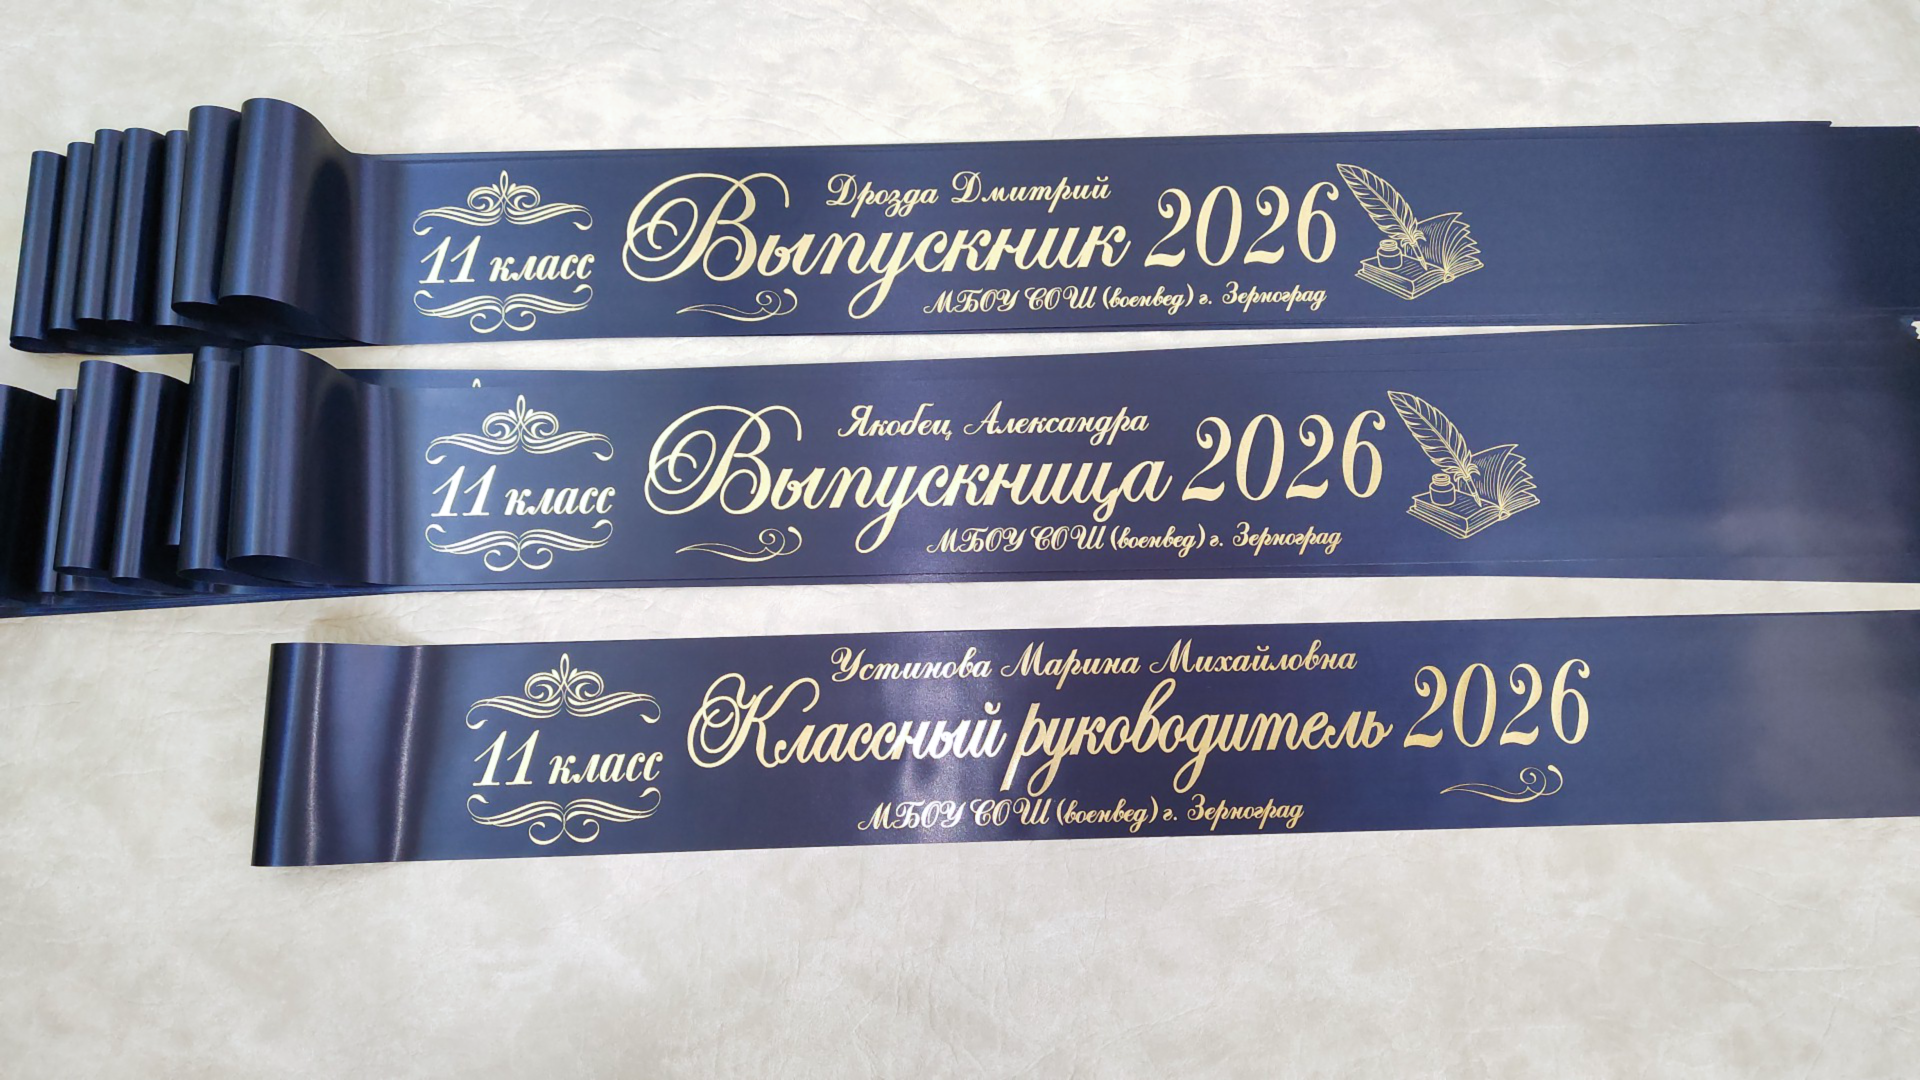 Дрозда Дмитрий
11 класс Выпускник 2026
МБОУ СОШ (военвед) г. Зерноград
Якобец Александра
11 класс Выпускница 2026
МБОУ СОШ (военвед) г. Зерноград
Устинова Марина Михайловна
11 класс Классный руководитель 2026
МБОУ СОШ (военвед) г. Зерноград